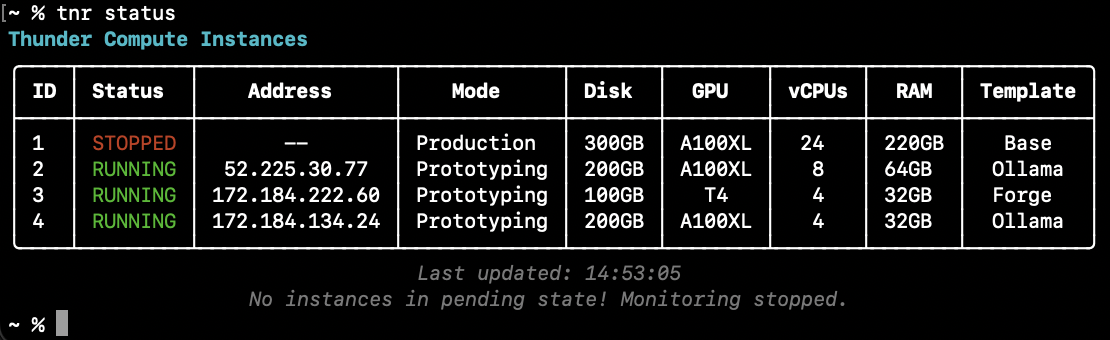 [~ % tnr status
Thunder Compute Instances
ID Status Address Mode Disk GPU vCPUs RAM Template
1 STOPPED -- Production 300GB A100XL 24 220GB Base
2 RUNNING 52.225.30.77 Prototyping 200GB A100XL 8 64GB Ollama
3 RUNNING 172.184.222.60 Prototyping 100GB T4 4 32GB Forge
4 RUNNING 172.184.134.24 Prototyping 200GB A100XL 4 32GB Ollama
Last updated: 14:53:05
No instances in pending state! Monitoring stopped.
~ %